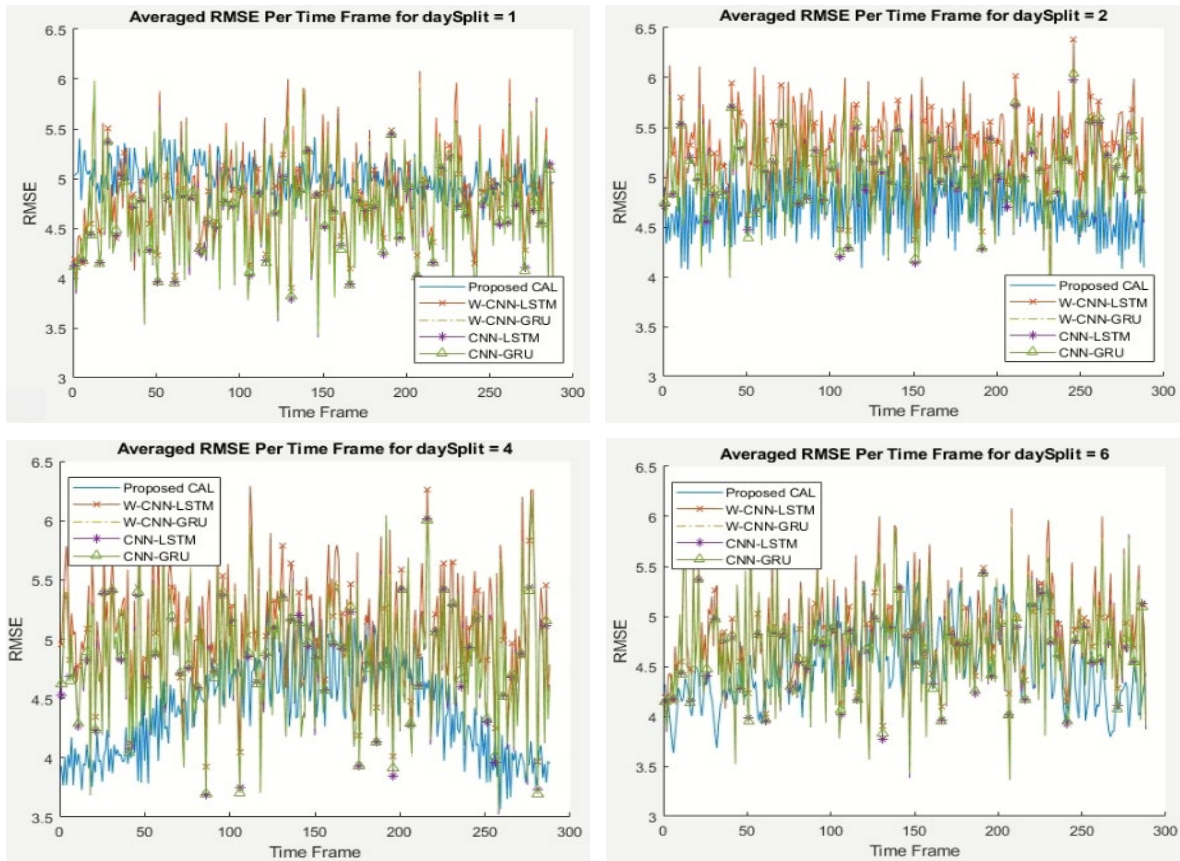 Averaged RMSE Per Time Frame for daySplit = 1
6.5
6
5.5
5
4.5
4
3.5
3
RMSE
0
50
100
150
200
250
300
Time Frame
Proposed CAL
W-CNN-LSTM
W-CNN-GRU
CNN-LSTM
CNN-GRU
Averaged RMSE Per Time Frame for daySplit = 2
6.5
6
5.5
5
4.5
4
3.5
3
RMSE
0
50
100
150
200
250
300
Time Frame
Proposed CAL
W-CNN-LSTM
W-CNN-GRU
CNN-LSTM
CNN-GRU
Averaged RMSE Per Time Frame for daySplit = 4
6.5
6
5.5
5
4.5
4
3.5
RMSE
0
50
100
150
200
250
300
Time Frame
Proposed CAL
W-CNN-LSTM
W-CNN-GRU
CNN-LSTM
CNN-GRU
Averaged RMSE Per Time Frame for daySplit = 6
6.5
6
5.5
5
4.5
4
3.5
3
RMSE
0
50
100
150
200
250
300
Time Frame
Proposed CAL
W-CNN-LSTM
W-CNN-GRU
CNN-LSTM
CNN-GRU